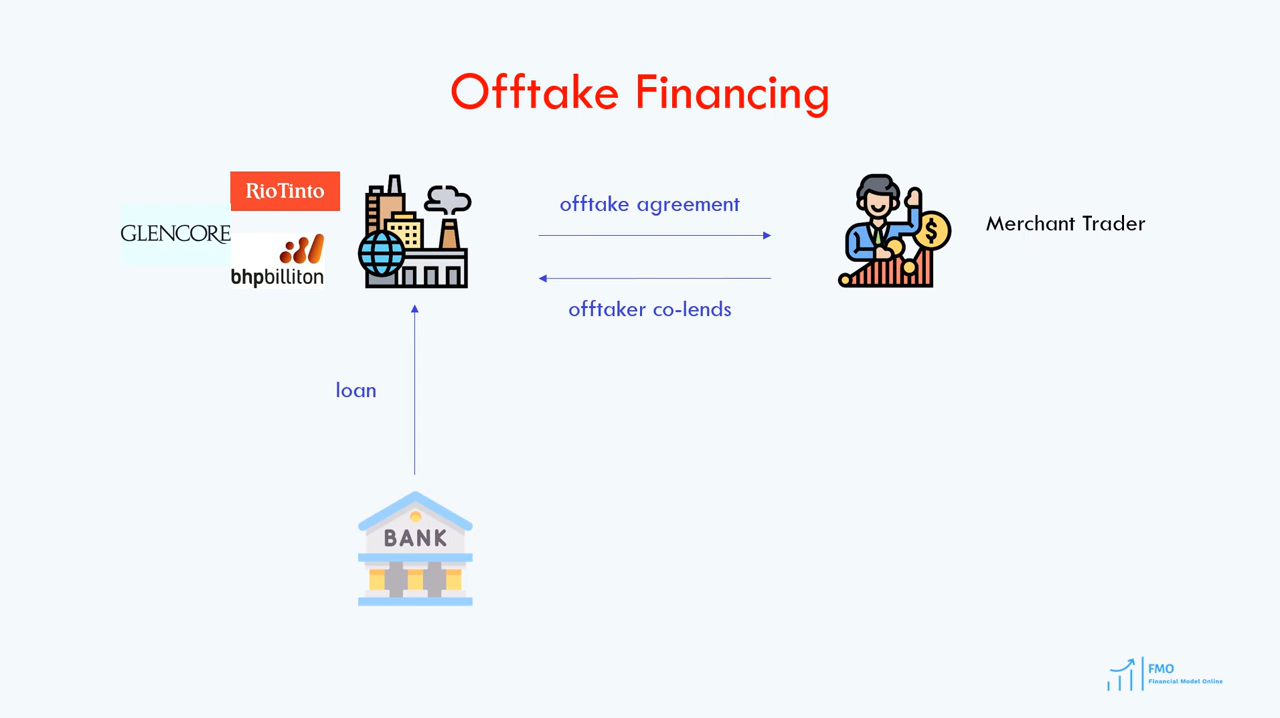 Offtake Financing
RioTinto
GLENCORE
bhpbilliton
offtake agreement
offtaker co-lends
Merchant Trader
$
loan
BANK
FMO
Financial Model Online